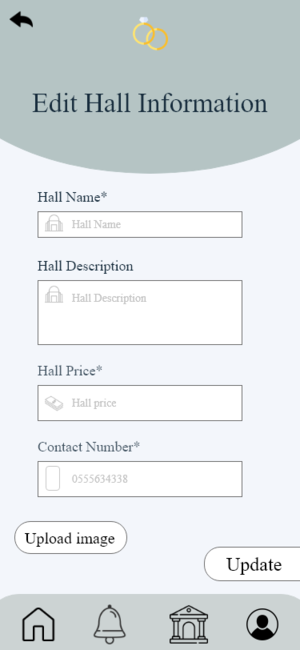 Edit Hall Information
Hall Name*
Hall Name
Hall Description
Hall Description
Hall Price*
Hall price
Contact Number*
0555634338
Upload image
Update